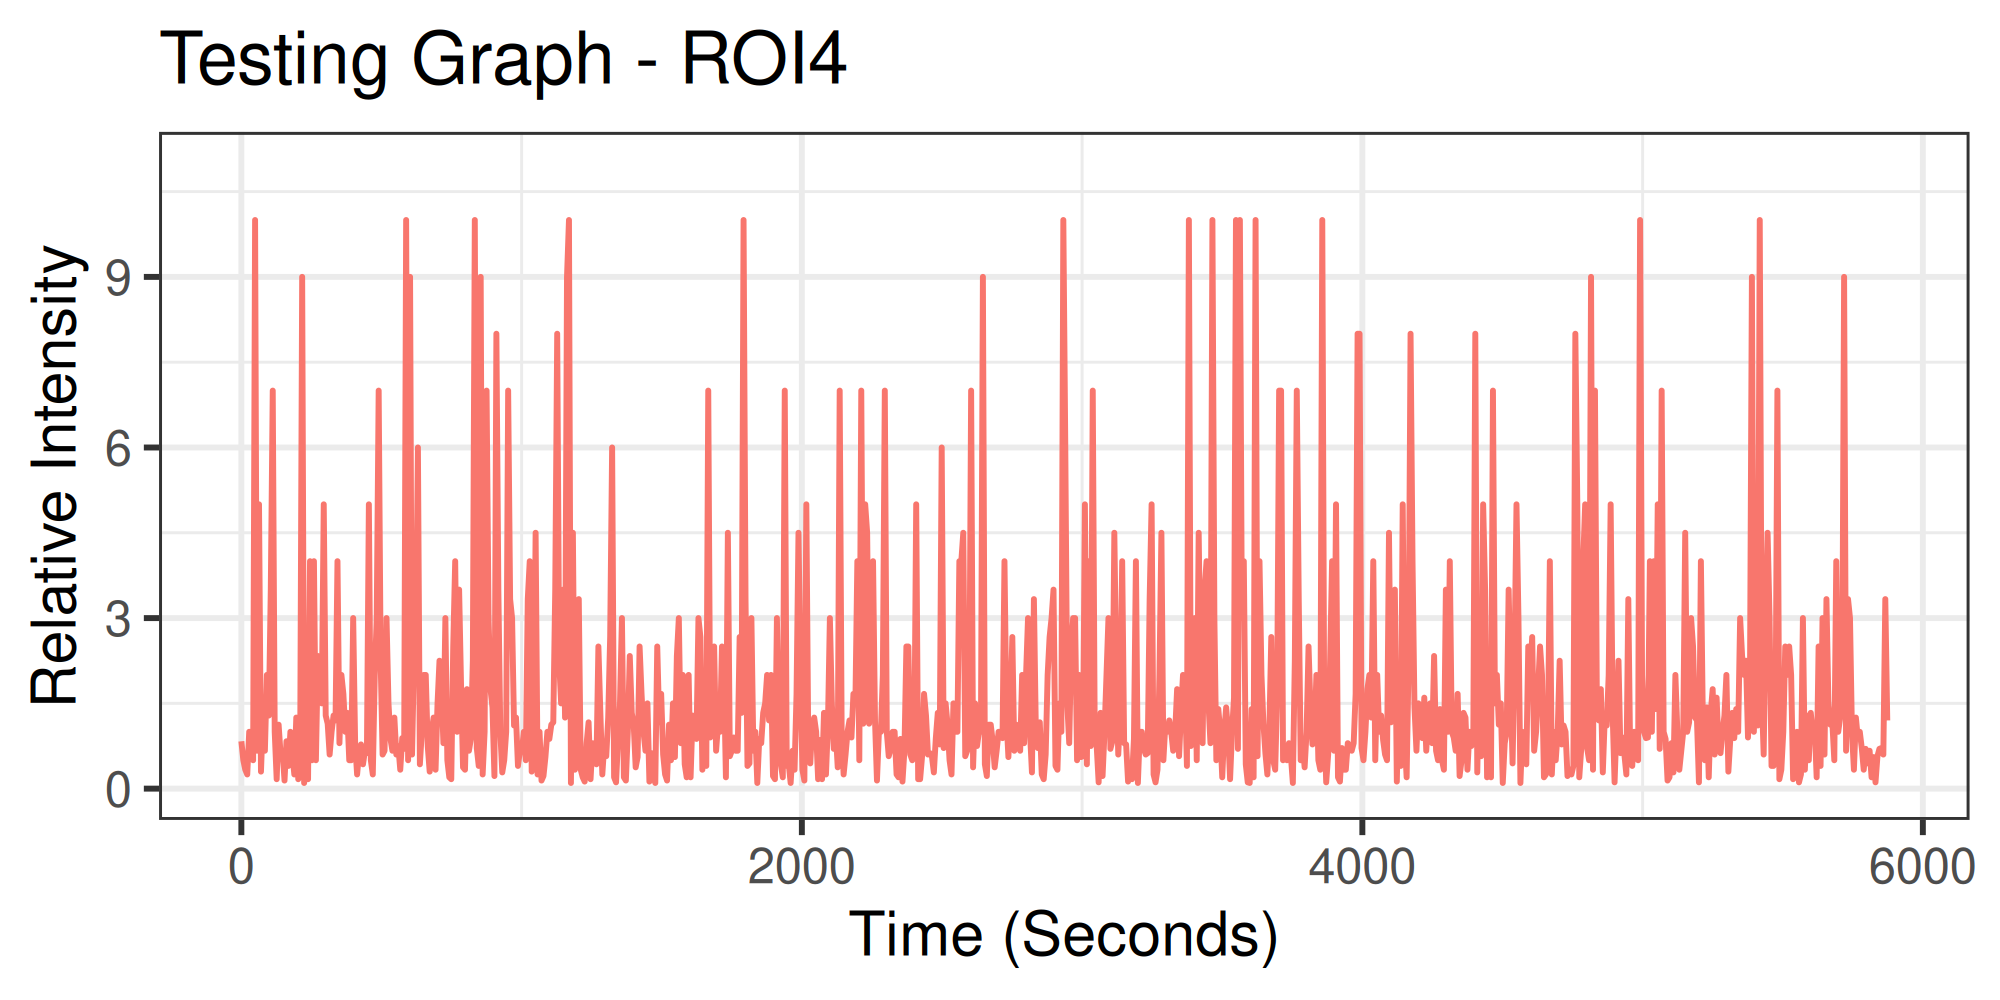 Testing Graph - ROI4
Relative Intensity
9
6
3
0
0 2000 4000 6000
Time (Seconds)